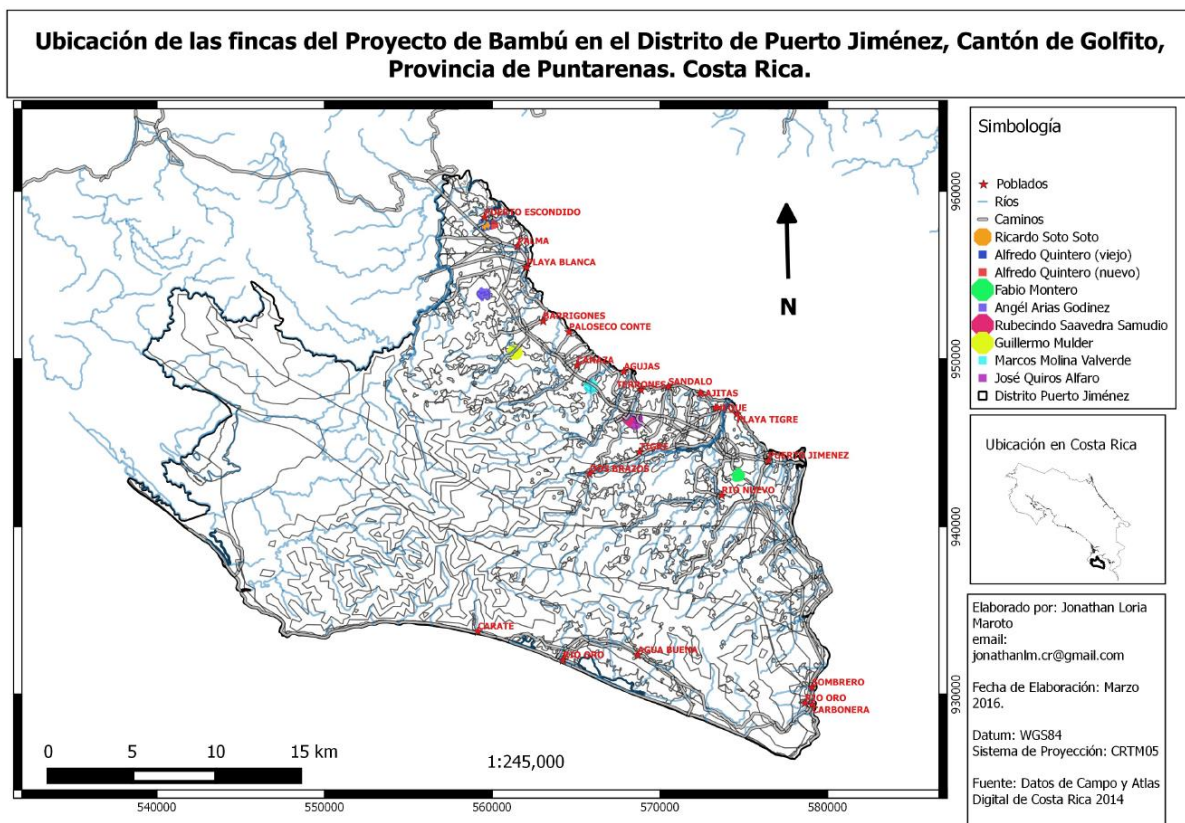 Ubicación de las fincas del Proyecto de Bambú en el Distrito de Puerto Jiménez, Cantón de Golfito,
Provincia de Puntarenas. Costa Rica.
Simbología
Poblados
Ríos
Caminos
Ricardo Soto Soto
Alfredo Quintero (viejo)
Alfredo Quintero (nuevo)
Fabio Montero
Angél Arias Godinez
Rubecindo Saavedra Samudio
Guillermo Mulder
Marcos Molina Valverde
José Quiros Alfaro
Distrito Puerto Jiménez
Ubicación en Costa Rica
Elaborado por: Jonathan Loria
Maroto
email:
jonathanlm.cr@gmail.com
Fecha de Elaboración: Marzo
2016.
Datum: WGS84
Sistema de Proyección: CRTM05
Fuente: Datos de Campo y Atlas
Digital de Costa Rica 2014
960000
950000
940000
930000
ESCONDIDO
PALMA
PLAYA BLANCA
BARRIGONES
PALOSECO CONTE
CANAZA
AGUJAS
TERRONES
SANDALO
PLAYA TIGRE
TIGRE
DOS BRAZOS
PUERTO JIMENEZ
RIO NUEVO
CARATE
RIO ORO
AGUA BUENA
SOMBRERO
RIO ORO
CARBONERA
N
0 5 10 15 km
1:245,000
540000
550000
560000
570000
580000